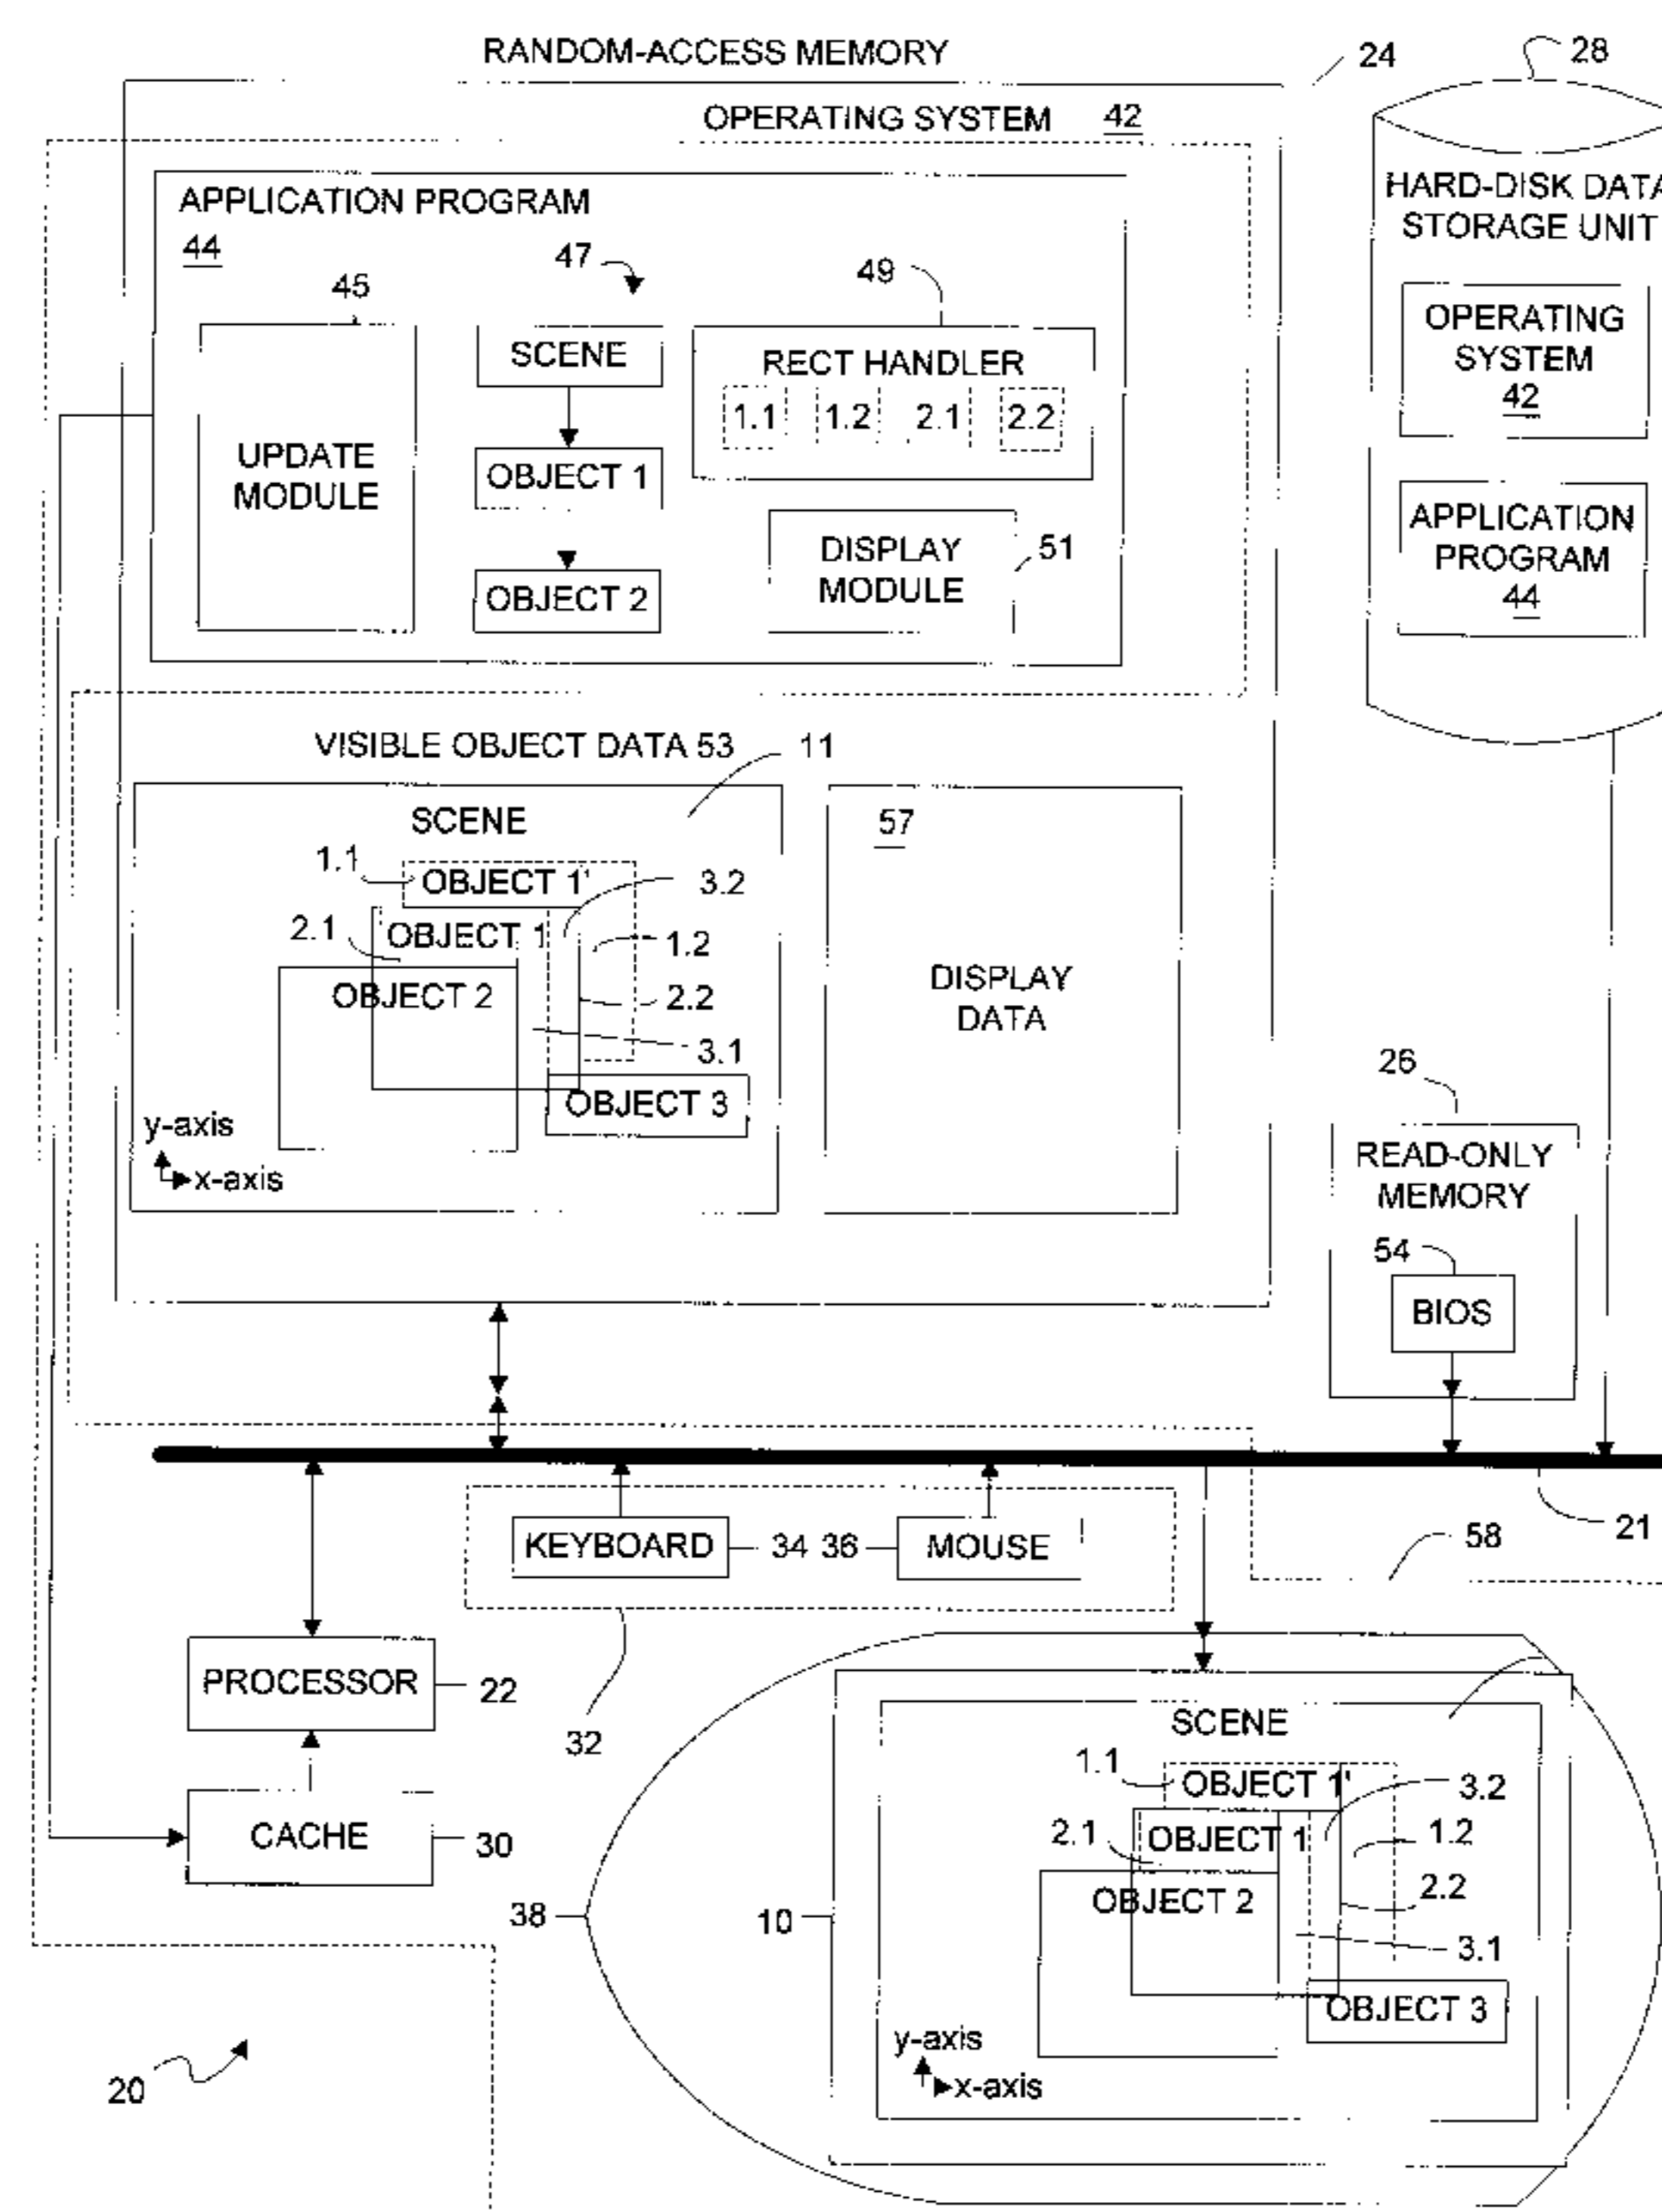 RANDOM-ACCESS MEMORY
24
28
OPERATING SYSTEM 42
APPLICATION PROGRAM
44
47
49
45
SCENE
RECT HANDLER
1.1 1.2 2.1 2.2
UPDATE
MODULE
OBJECT 1
DISPLAY
MODULE
51
OBJECT 2
HARD-DISK DATA
STORAGE UNIT
OPERATING
SYSTEM
42
APPLICATION
PROGRAM
44
VISIBLE OBJECT DATA 53
11
SCENE
57
1.1
OBJECT 1'
3.2
2.1
OBJECT 1
1.2
OBJECT 2
2.2
3.1
OBJECT 3
y-axis
x-axis
DISPLAY
DATA
26
READ-ONLY
MEMORY
54
BIOS
KEYBOARD
34
36
MOUSE
21
58
PROCESSOR
22
32
CACHE
30
SCENE
1.1
OBJECT 1'
3.2
2.1
OBJECT 1
1.2
OBJECT 2
2.2
38
10
3.1
OBJECT 3
y-axis
x-axis
20